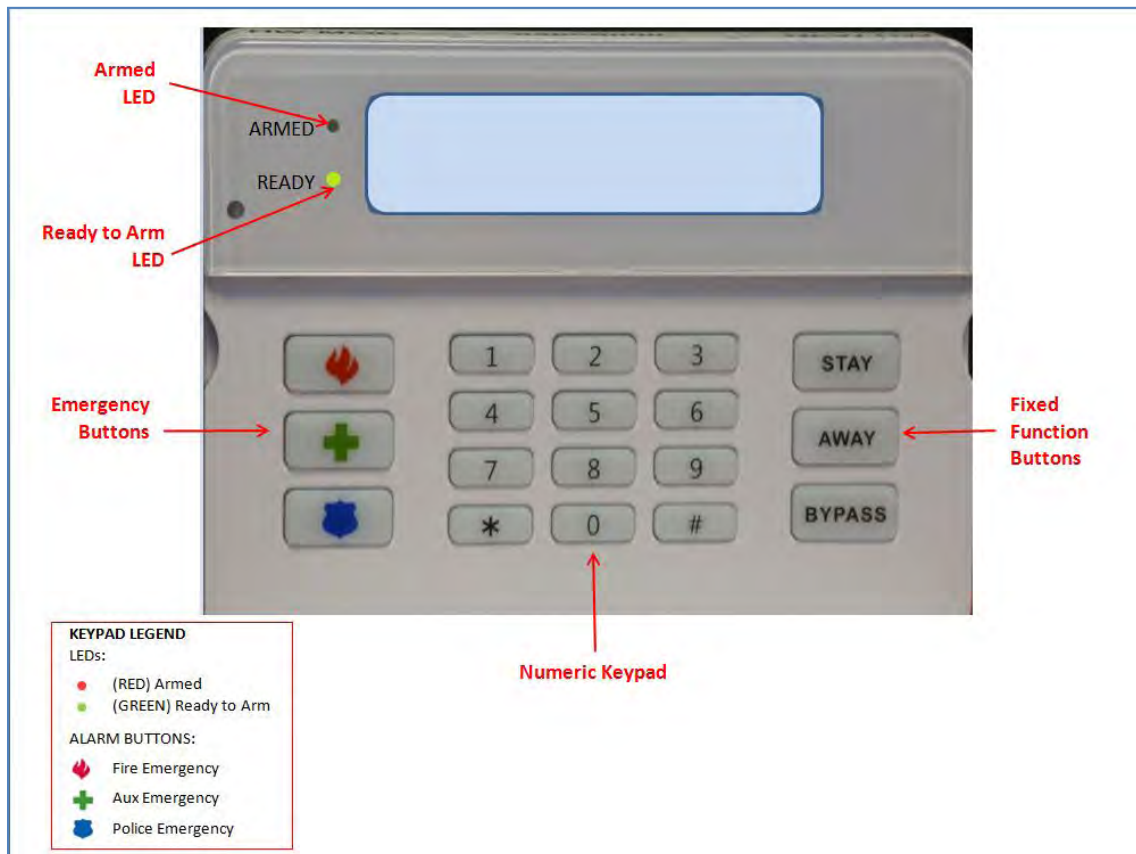 Armed
LED
ARMED
READY
Ready to Arm
LED
1 2 3 STAY
Emergency
Buttons
4 5 6 AWAY
Fixed
Function
Buttons
7 8 9
* 0 # BYPASS
Numeric Keypad
KEYPAD LEGEND
LEDs:
(RED) Armed
(GREEN) Ready to Arm
ALARM BUTTONS:
Fire Emergency
Aux Emergency
Police Emergency